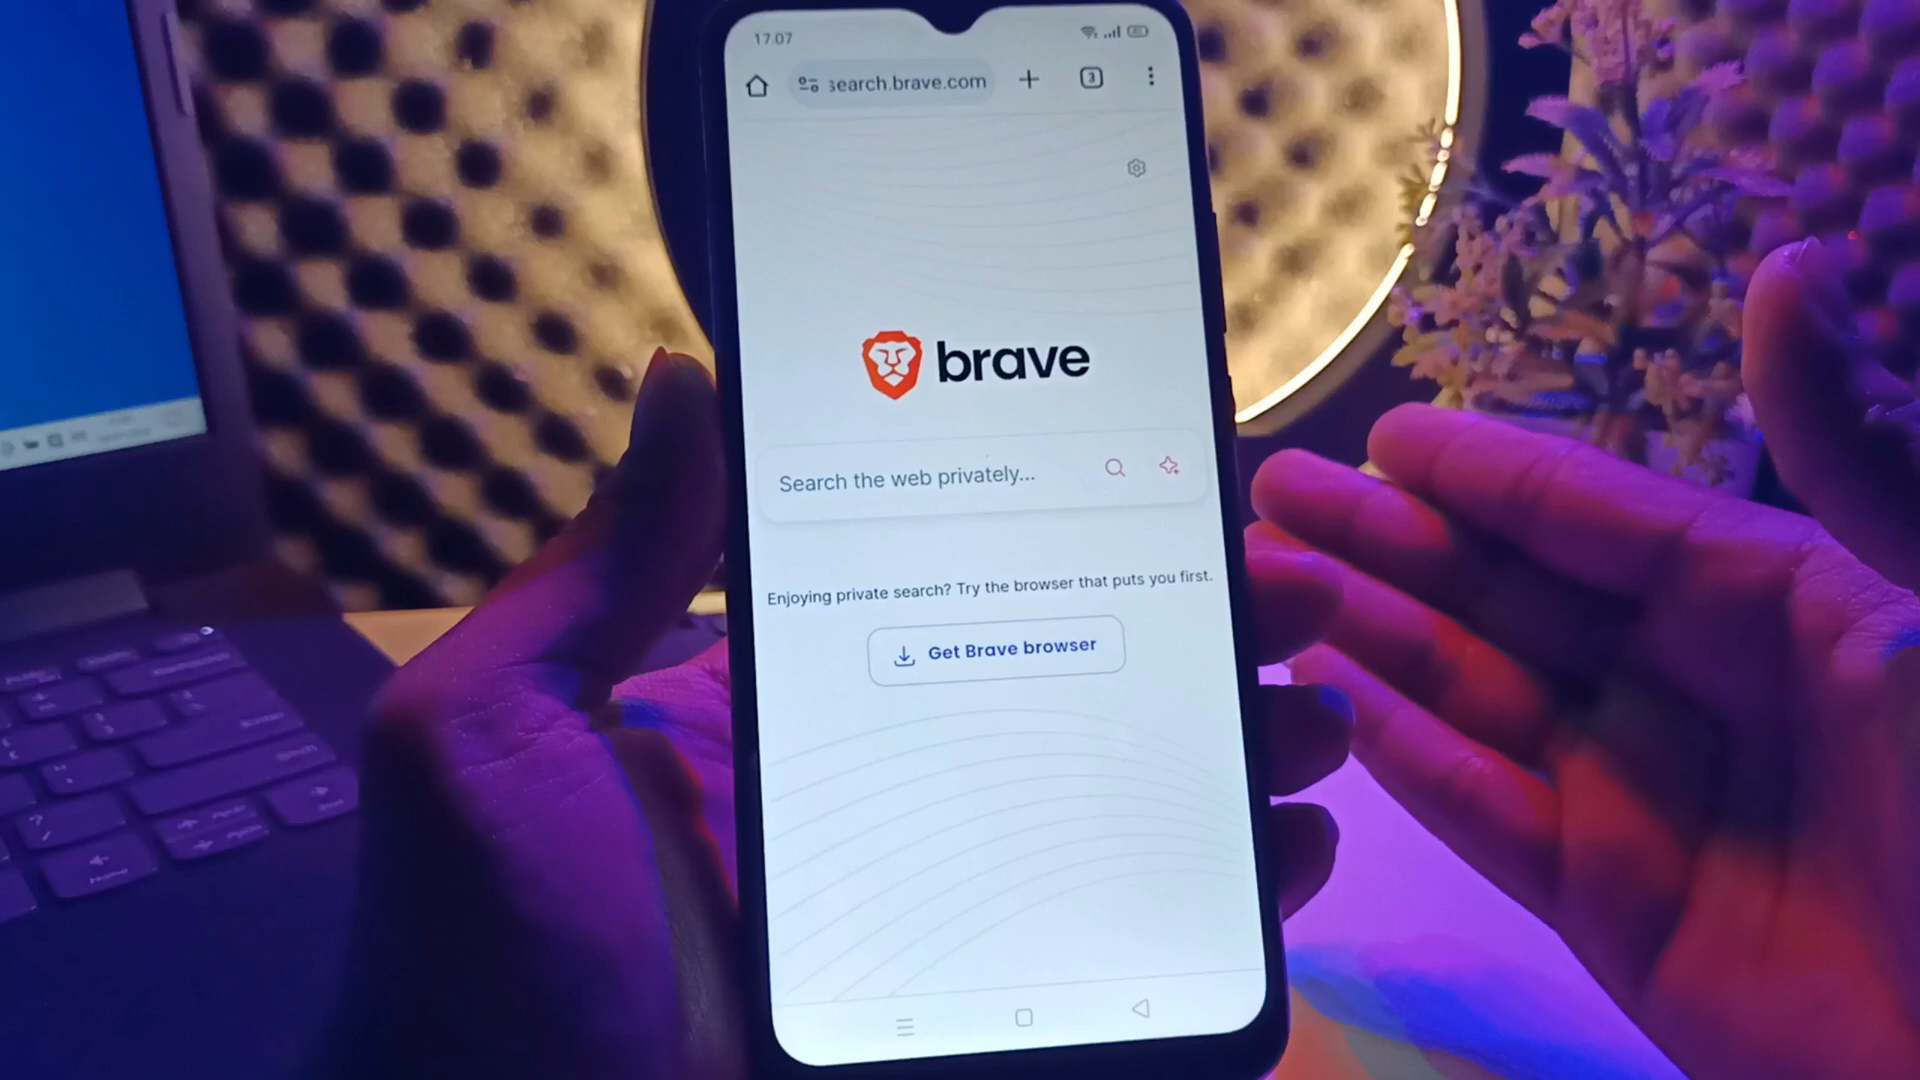 17.07
search.brave.com
3
brave
Search the web privately...
Enjoying private search? Try the browser that puts you first.
Get Brave browser